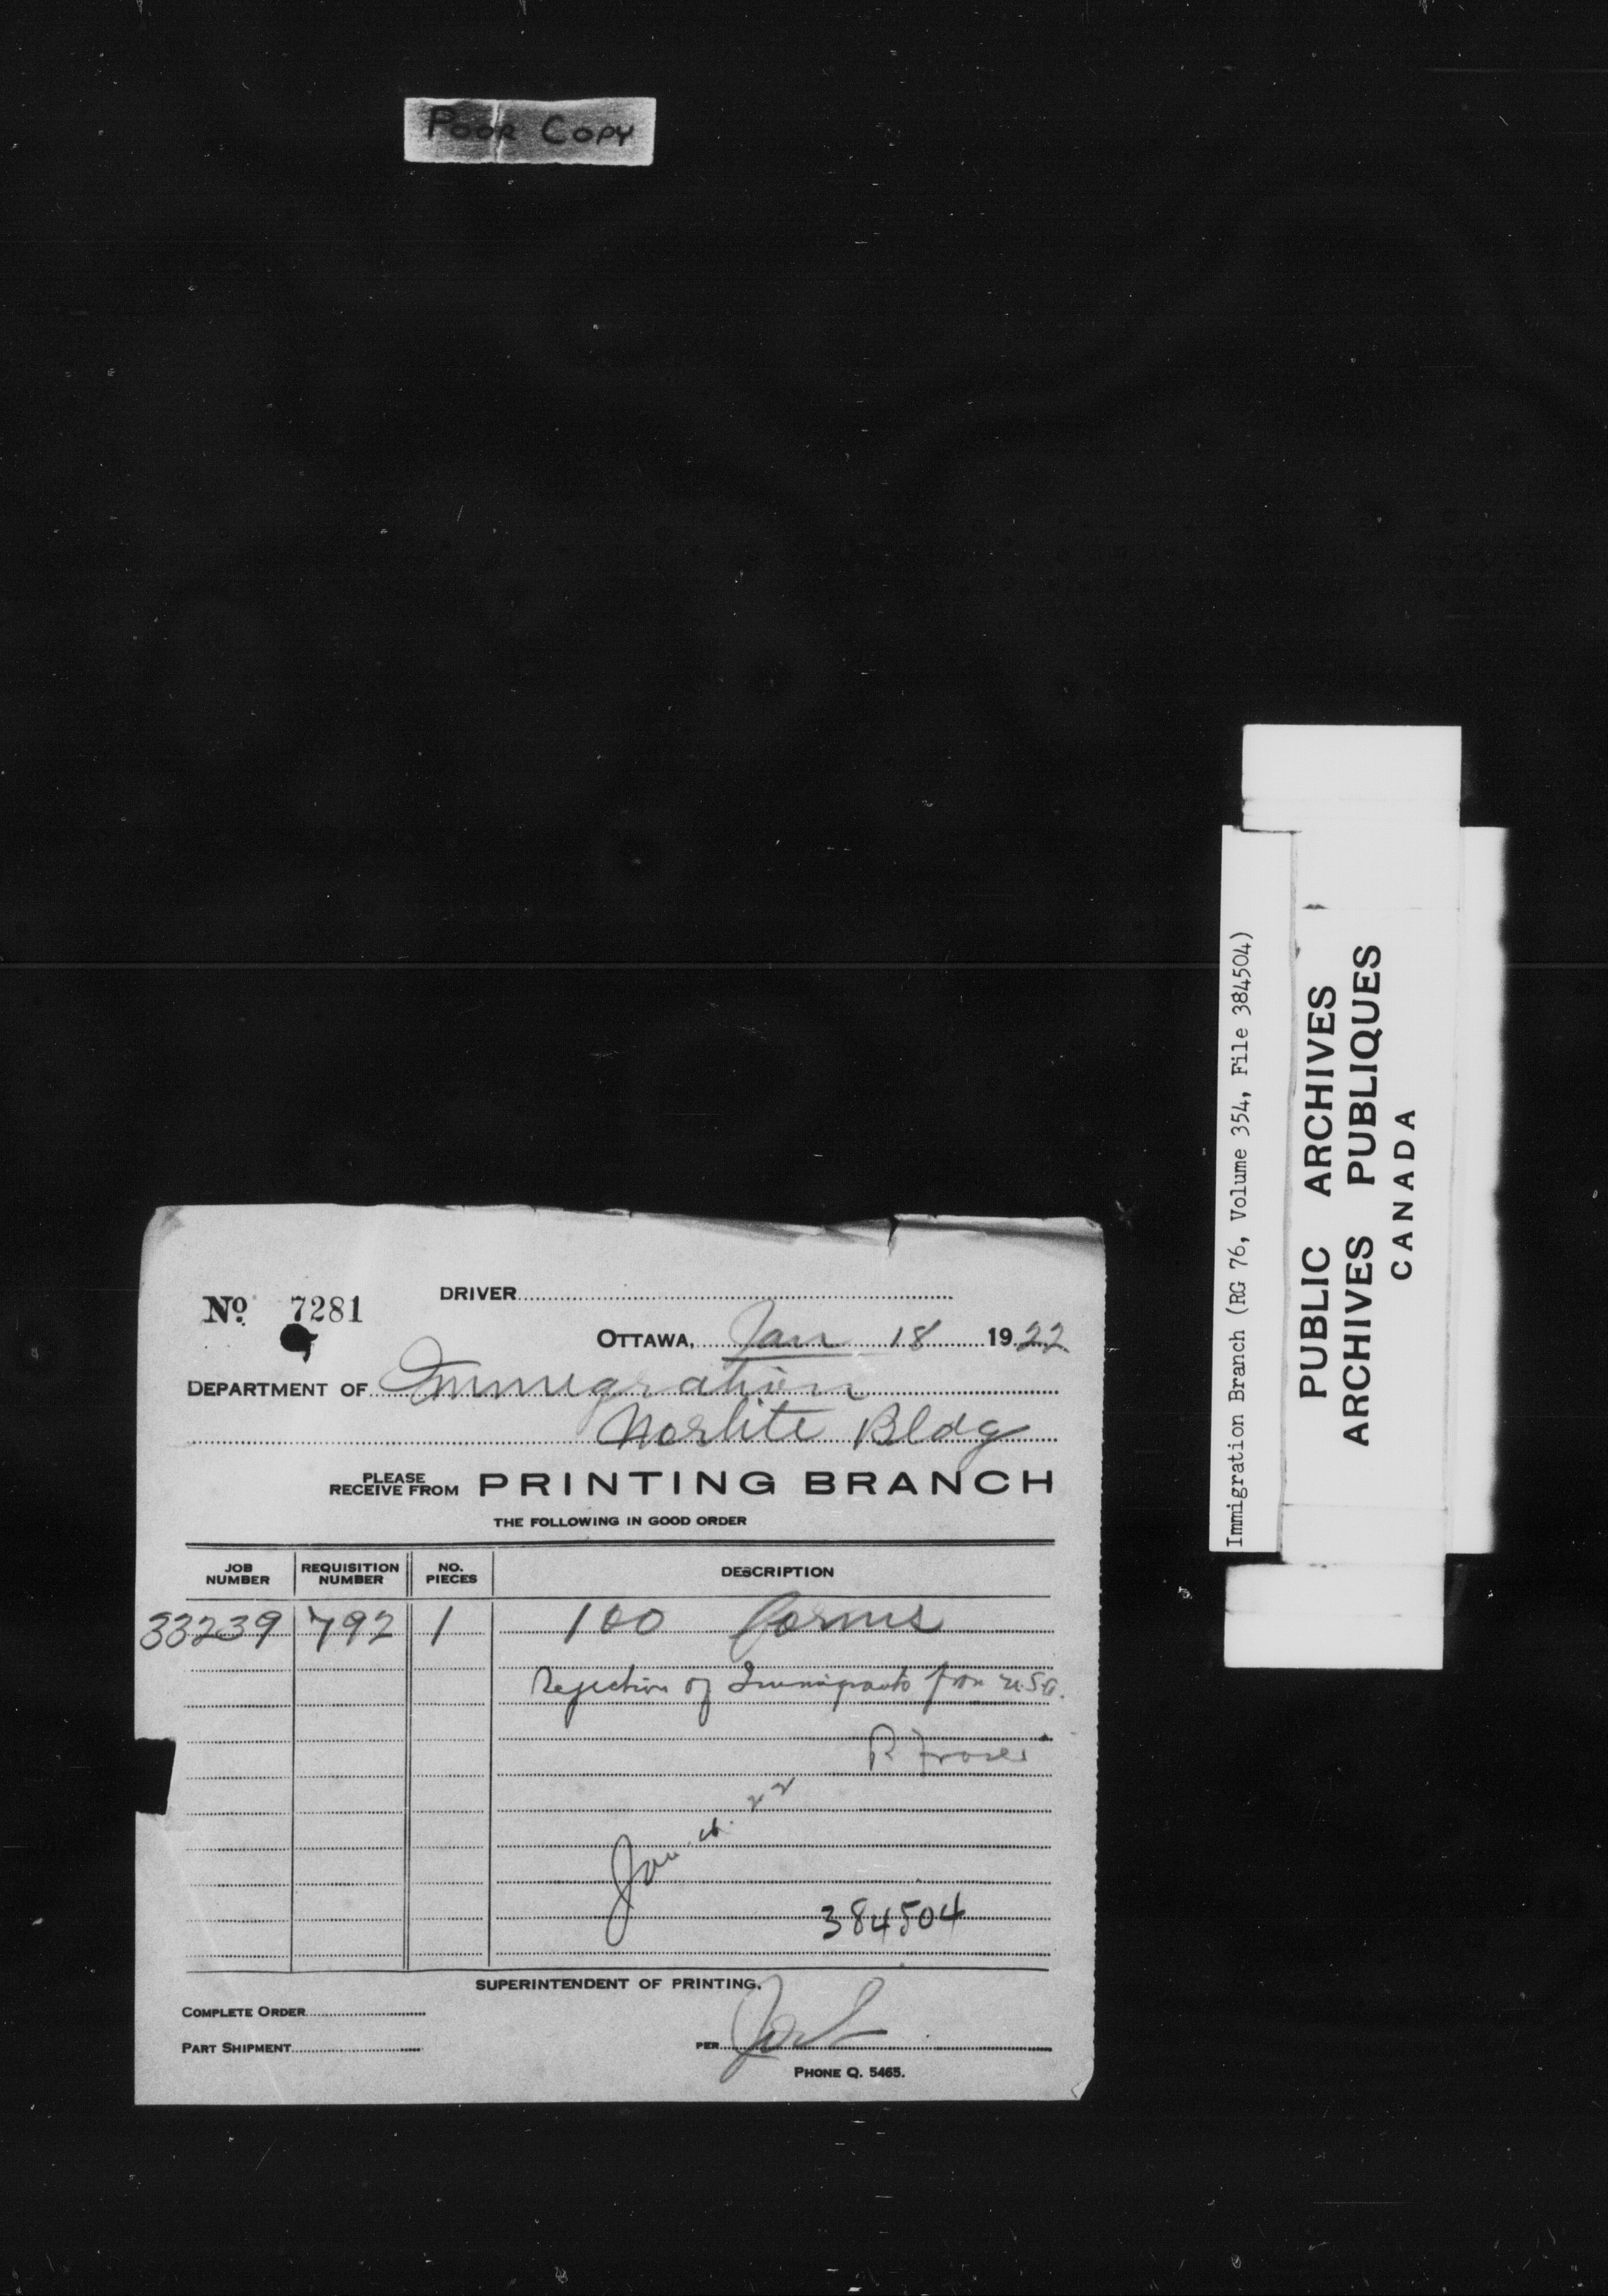 POOR COPY
No 7281
DRIVER
OTTAWA, Jan 18 1922
DEPARTMENT OF Immigration
Norlite Bldg
PLEASE RECEIVE FROM PRINTING BRANCH
THE FOLLOWING IN GOOD ORDER
JOB NUMBER REQUISITION NUMBER NO. PIECES DESCRIPTION
33239 792 1 100 forms
Rejection of Immigrants from U.S.A.
R Fraser
Jan 22
384504
SUPERINTENDENT OF PRINTING.
COMPLETE ORDER
PART SHIPMENT
PER
PHONE Q. 5465.
Immigration Branch (RG 76, Volume 354, File 384504)
PUBLIC ARCHIVES
ARCHIVES PUBLIQUES
CANADA